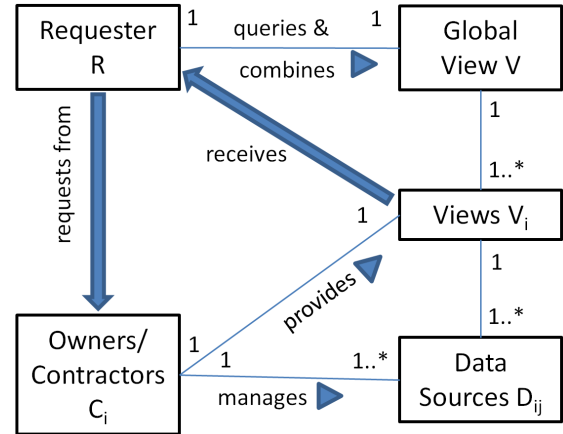 Requester
R
1
queries &
1
combines
Global
View V
1
1..*
requests from
receives
1
Views Vi
1
1..*
provides
Owners/
Contractors
Ci
1
1
1..*
manages
Data
Sources Dij